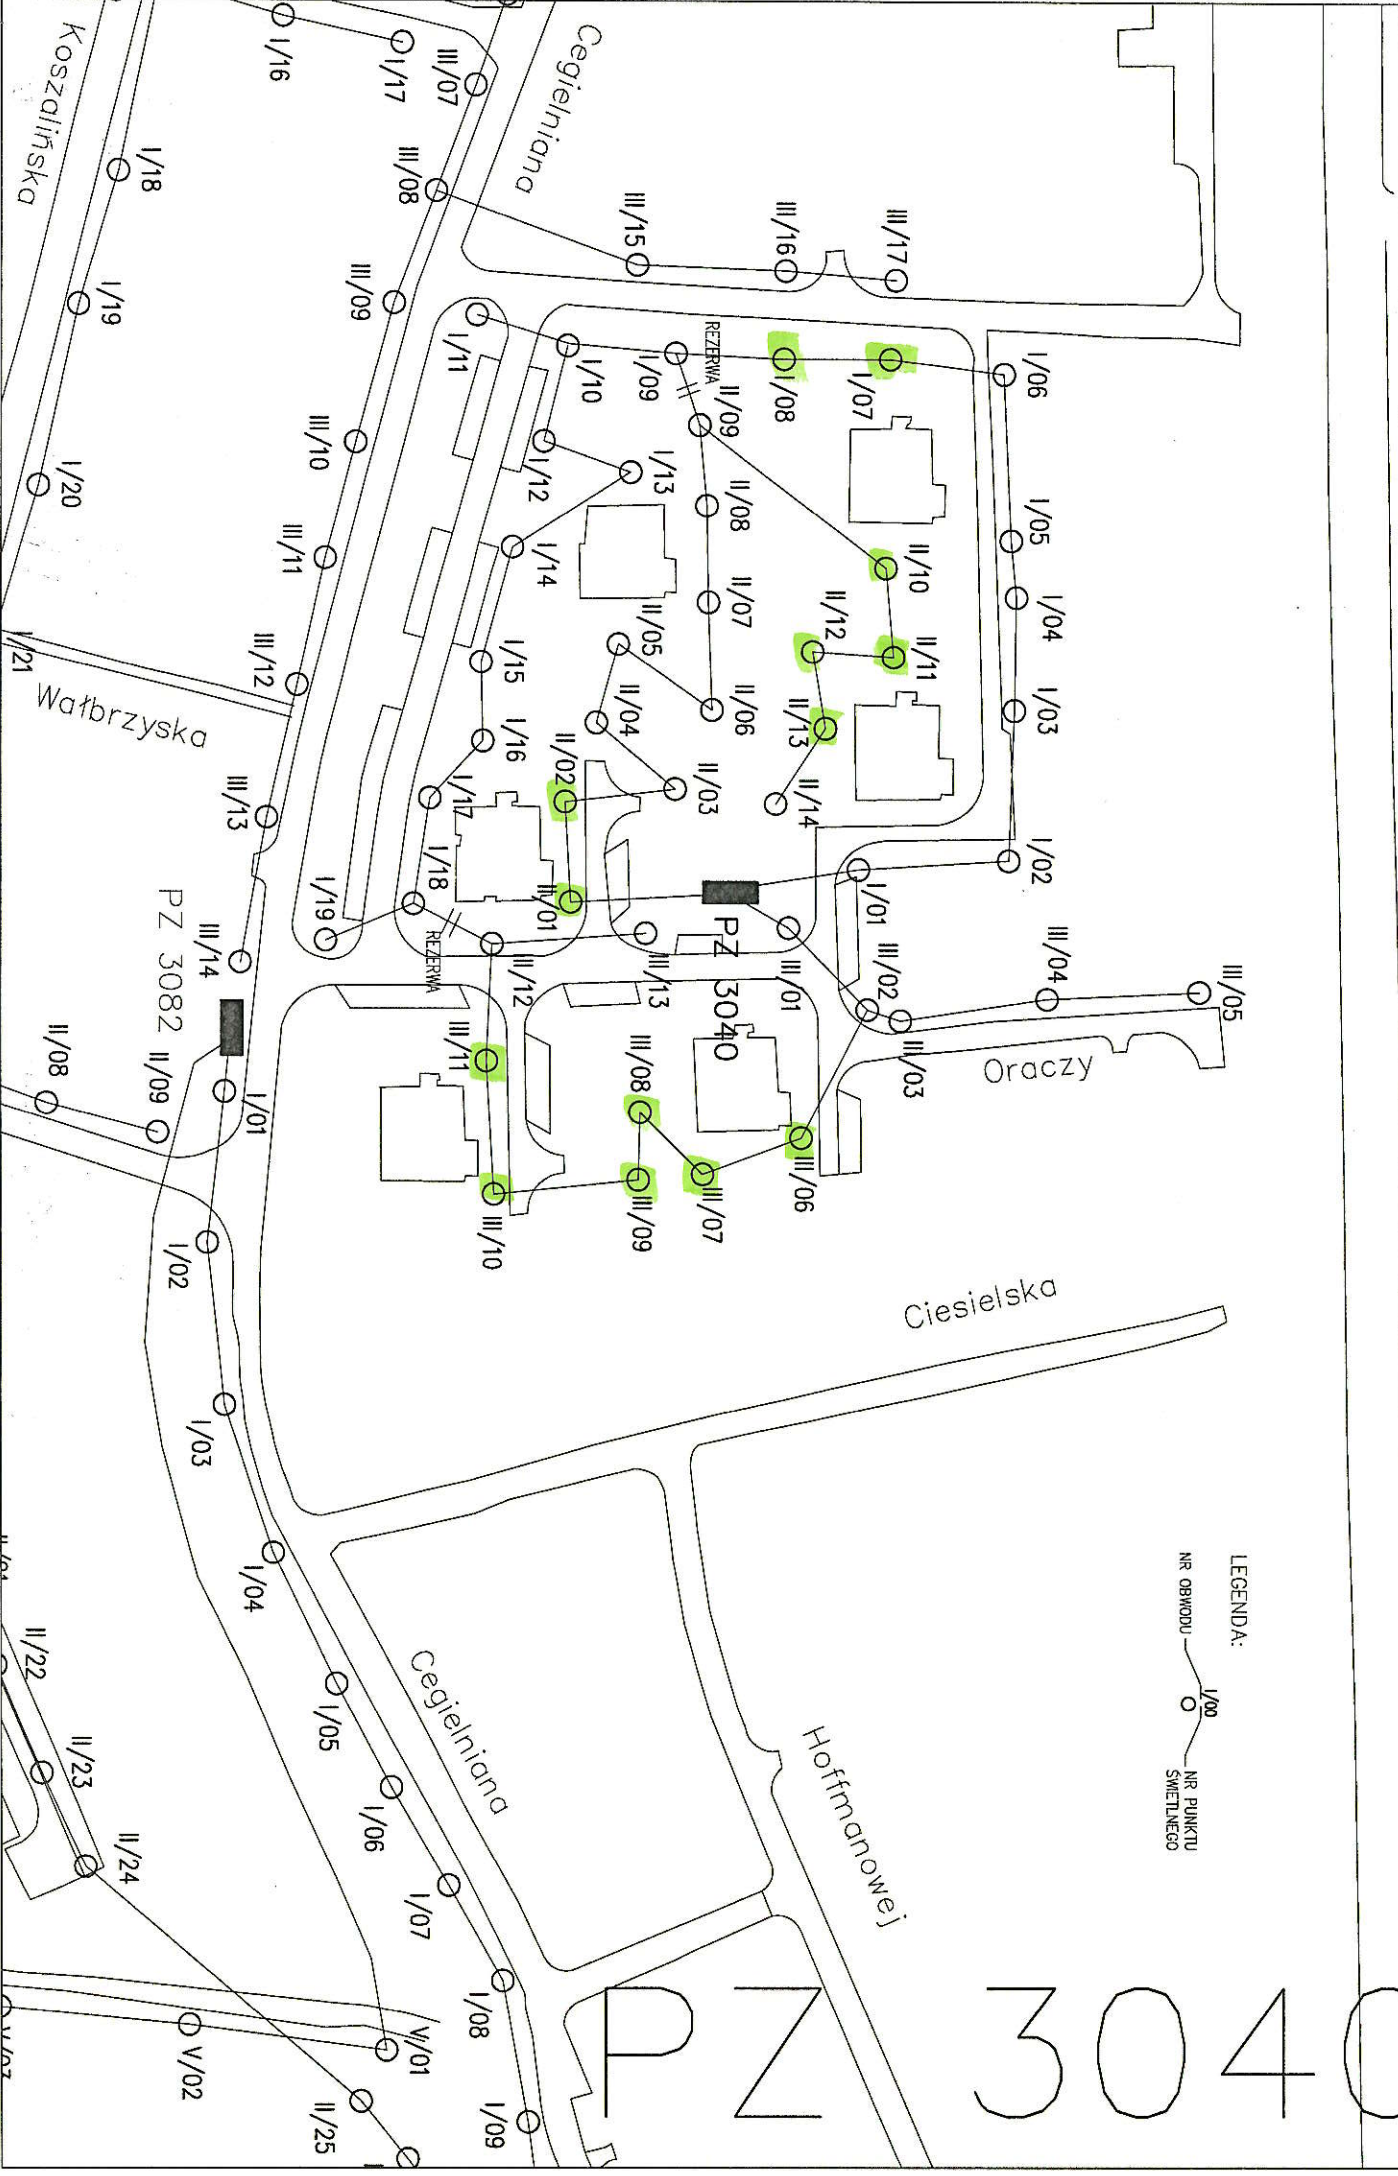 Koszalińska
I/16
I/17
III/07
Cegielniana
I/18
III/08
III/15
III/16
III/17
I/19
III/09
I/11
I/10
I/09
REZERWA
I/08
I/07
I/06
II/09
I/20
III/10
I/12
I/13
II/08
I/05
III/11
I/14
II/10
I/04
II/07
II/05
II/12
II/11
I/21
III/12
I/15
Wałbrzyska
I/16
II/04
II/06
II/13
I/03
III/13
I/17
II/02
II/03
II/14
I/18
I/02
I/01
II/01
PZ 3082
III/14
I/19
REZERWA
III/12
III/13
PZ 3040
III/01
III/02
III/04
III/05
II/08
II/09
I/01
III/11
III/08
III/03
Oraczy
III/06
III/07
III/09
III/10
I/02
Ciesielska
I/03
I/04
LEGENDA:
NR OBWODU
I/00
NR PUNKTU
ŚWIETLNEGO
II/22
I/05
Cegielniana
II/23
I/06
Hoffmanowej
II/24
I/07
I/08
V/01
V/02
II/25
I/09
PZ 3040